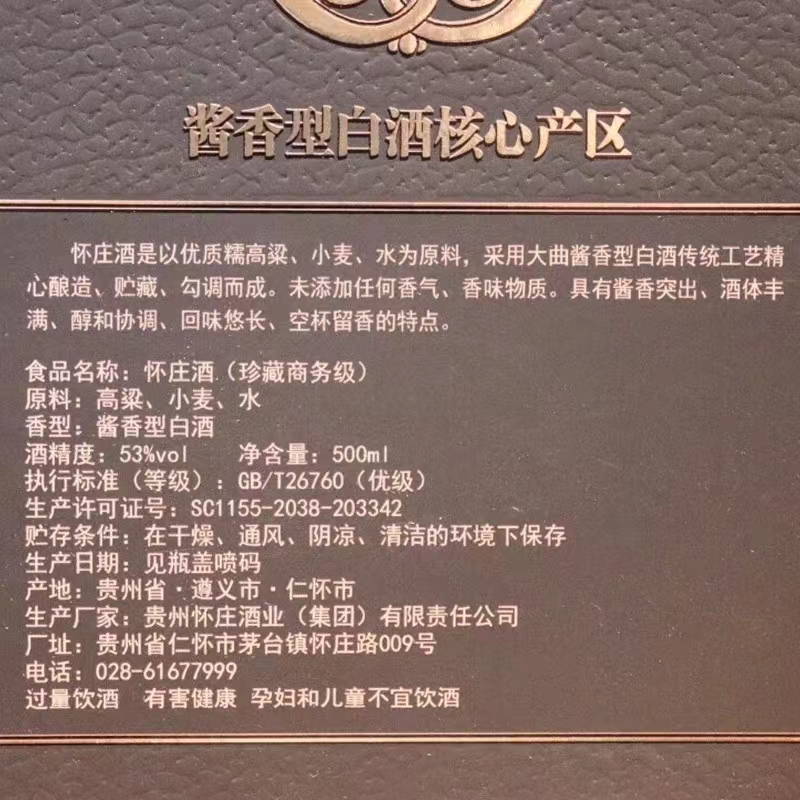 酱香型白酒核心产区
怀庄酒是以优质糯高粱、小麦、水为原料，采用大曲酱香型白酒传统工艺精
心酿造、贮藏、勾调而成。未添加任何香气、香味物质。具有酱香突出、酒体丰
满、醇和协调、回味悠长、空杯留香的特点。
食品名称：怀庄酒（珍藏商务级）
原料：高粱、小麦、水
香型：酱香型白酒
酒精度：53%vol 净含量：500ml
执行标准（等级）：GB/T26760（优级）
生产许可证号：SC1155-2038-203342
贮存条件：在干燥、通风、阴凉、清洁的环境下保存
生产日期：见瓶盖喷码
产地：贵州省·遵义市·仁怀市
生产厂家：贵州怀庄酒业（集团）有限责任公司
厂址：贵州省仁怀市茅台镇怀庄路009号
电话：028-61677999
过量饮酒 有害健康 孕妇和儿童不宜饮酒